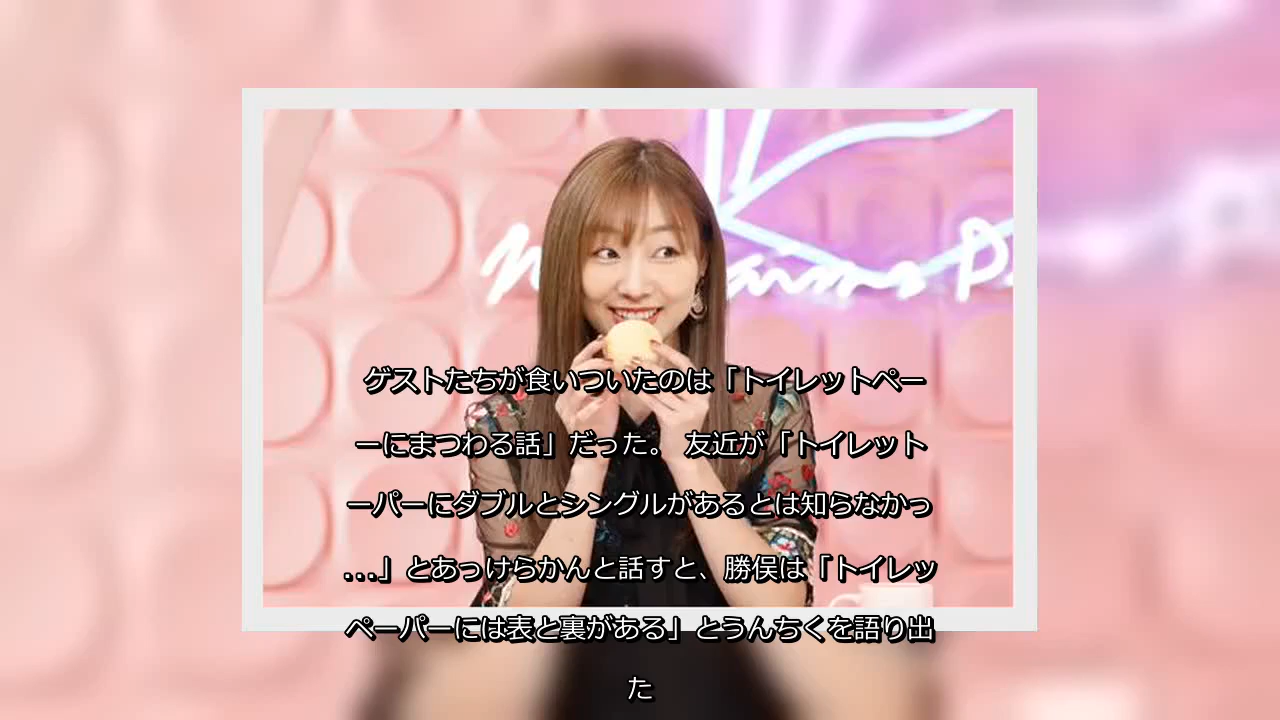 ゲストたちが食いついたのは「トイレットペー
ーにまつわる話」だった。 友近が「トイレット
ーパーにダブルとシングルがあるとは知らなかっ
…」とあっけらかんと話すと、勝俣は「トイレッ
ペーパーには表と裏がある」とうんちくを語り出
た